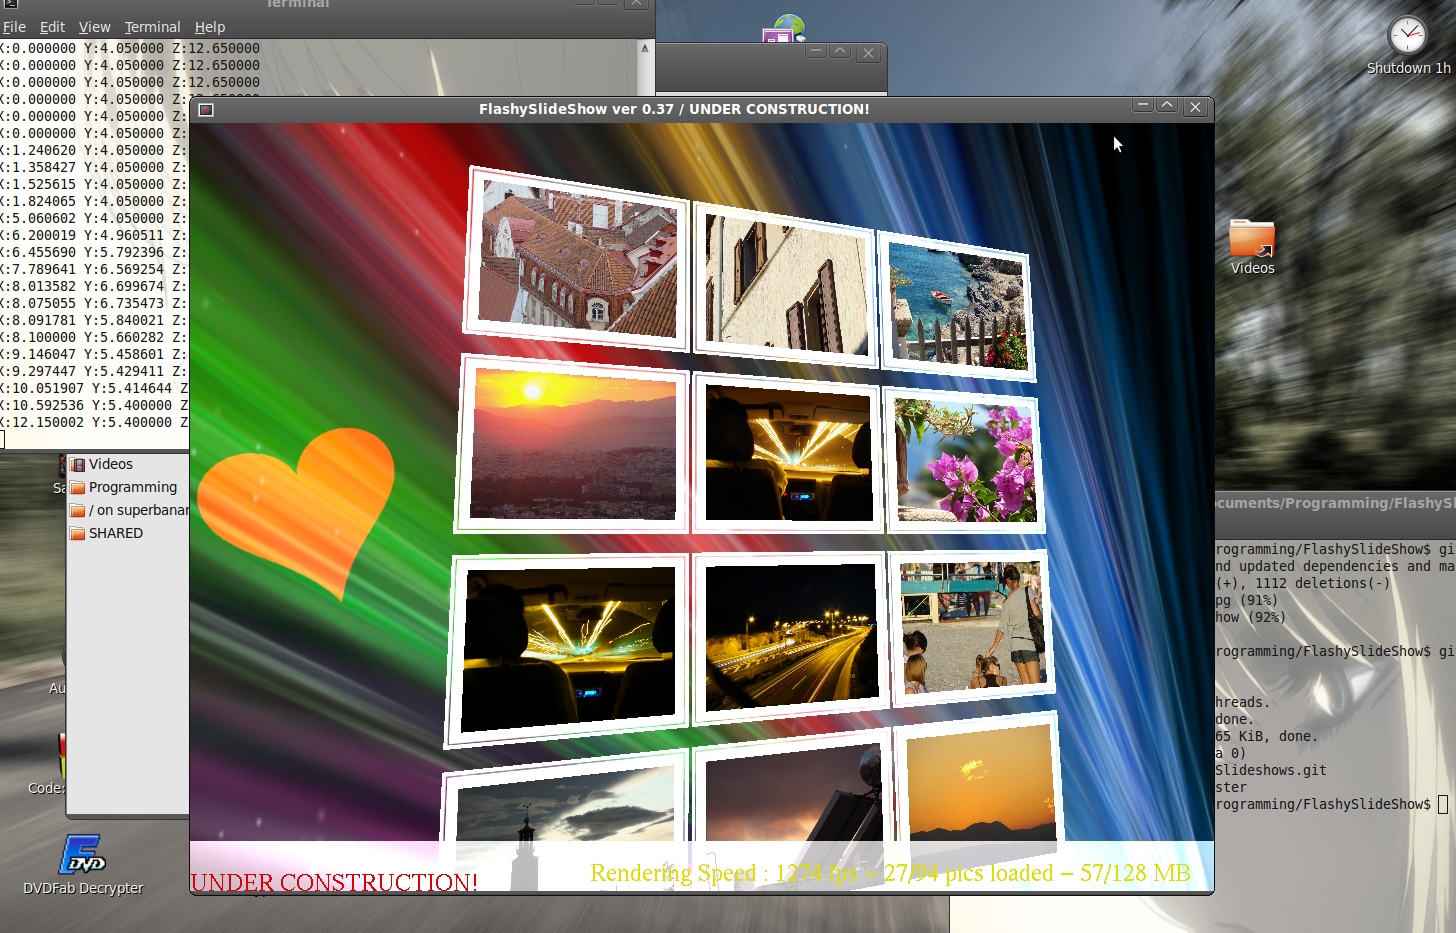 Terminal
File Edit View Terminal Help
X:0.000000 Y:4.050000 Z:12.650000
X:0.000000 Y:4.050000 Z:12.650000
X:0.000000 Y:4.050000 Z:12.650000
X:0.000000 Y:4.050000 Z:12.650000
X:0.000000 Y:4.050000 Z:
X:0.000000 Y:4.050000 Z:
X:1.240620 Y:4.050000 Z:
X:1.358427 Y:4.050000 Z:
X:1.525615 Y:4.050000 Z:
X:1.824065 Y:4.050000 Z:
X:5.060602 Y:4.050000 Z:
X:6.200019 Y:4.960511 Z:
X:6.455690 Y:5.792396 Z:
X:7.789641 Y:6.569254 Z:
X:8.013582 Y:6.699674 Z:
X:8.075055 Y:6.735473 Z:
X:8.091781 Y:5.840021 Z:
X:8.100000 Y:5.660282 Z:
X:9.146047 Y:5.458601 Z:
X:9.297447 Y:5.429411 Z:
X:10.051907 Y:5.414644 Z
X:10.592536 Y:5.400000 Z
X:12.150002 Y:5.400000 Z
Shutdown 1h
FlashySlideShow ver 0.37 / UNDER CONSTRUCTION!
Videos
Videos
Programming
/ on superbanan
SHARED
Sa
Au
Code:
DVDFab Decrypter
ocuments/Programming/FlashySl
rogramming/FlashySlideShow$ gi
nd updated dependencies and ma
(+), 1112 deletions(-)
pg (91%)
how (92%)
rogramming/FlashySlideShow$ gi
hreads.
done.
65 KiB, done.
a 0)
Slideshows.git
ster
rogramming/FlashySlideShow$
UNDER CONSTRUCTION!
Rendering Speed : 1274 fps – 27/94 pics loaded – 57/128 MB